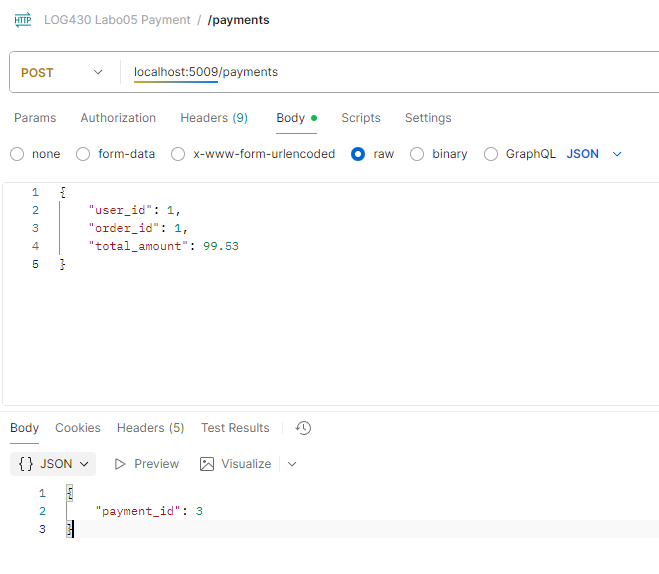 HTTP LOG430 Labo05 Payment / /payments
POST localhost:5009/payments
Params Authorization Headers (9) Body Scripts Settings
none form-data x-www-form-urlencoded raw binary GraphQL JSON
1 {
2 "user_id": 1,
3 "order_id": 1,
4 "total_amount": 99.53
5 }
Body Cookies Headers (5) Test Results
{} JSON Preview Visualize
1 {
2 "payment_id": 3
3 }